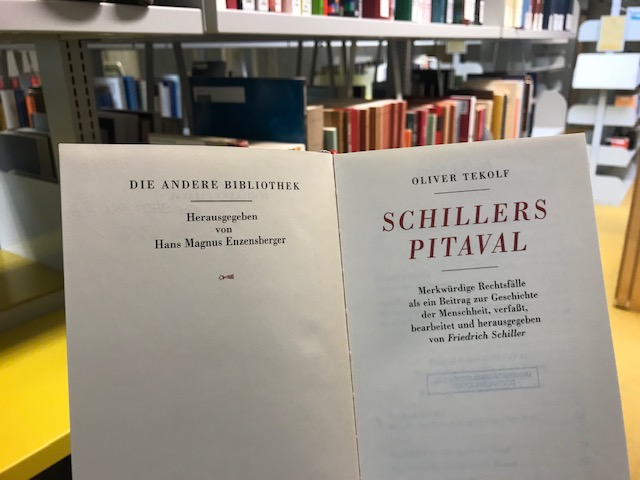 DIE ANDERE BIBLIOTHEK
Herausgegeben
von
Hans Magnus Enzensberger
OLIVER TEKOLF
SCHILLERS
PITAVAL
Merkwürdige Rechtsfälle
als ein Beitrag zur Geschichte
der Menschheit, verfaßt,
bearbeitet und herausgegeben
von Friedrich Schiller